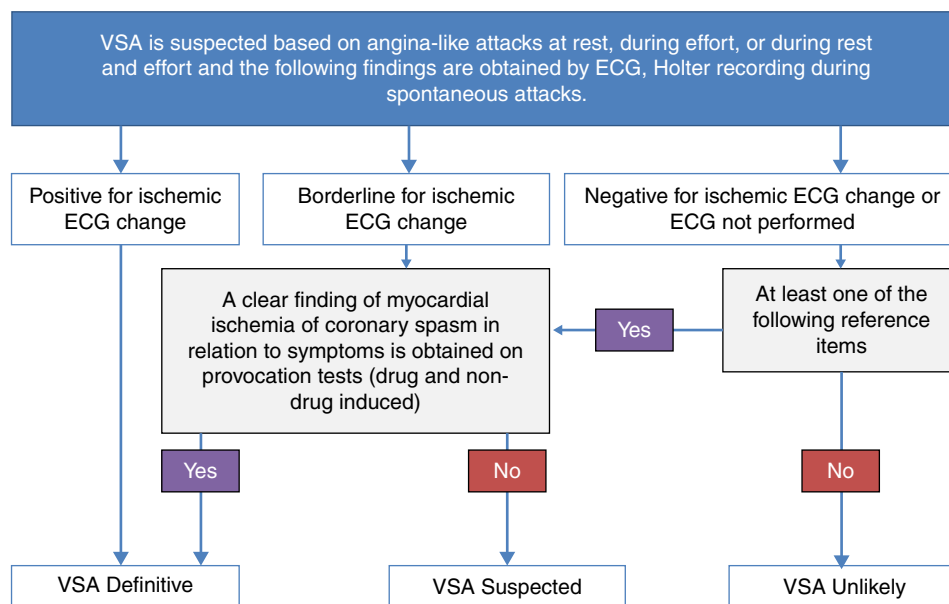 VSA is suspected based on angina-like attacks at rest, during effort, or during rest
and effort and the following findings are obtained by ECG, Holter recording during
spontaneous attacks.
Positive for ischemic
ECG change
Borderline for ischemic
ECG change
Negative for ischemic ECG change or
ECG not performed
A clear finding of myocardial
ischemia of coronary spasm in
relation to symptoms is obtained on
provocation tests (drug and non-
drug induced)
Yes
At least one of the
following reference
items
Yes
No
No
VSA Definitive
VSA Suspected
VSA Unlikely